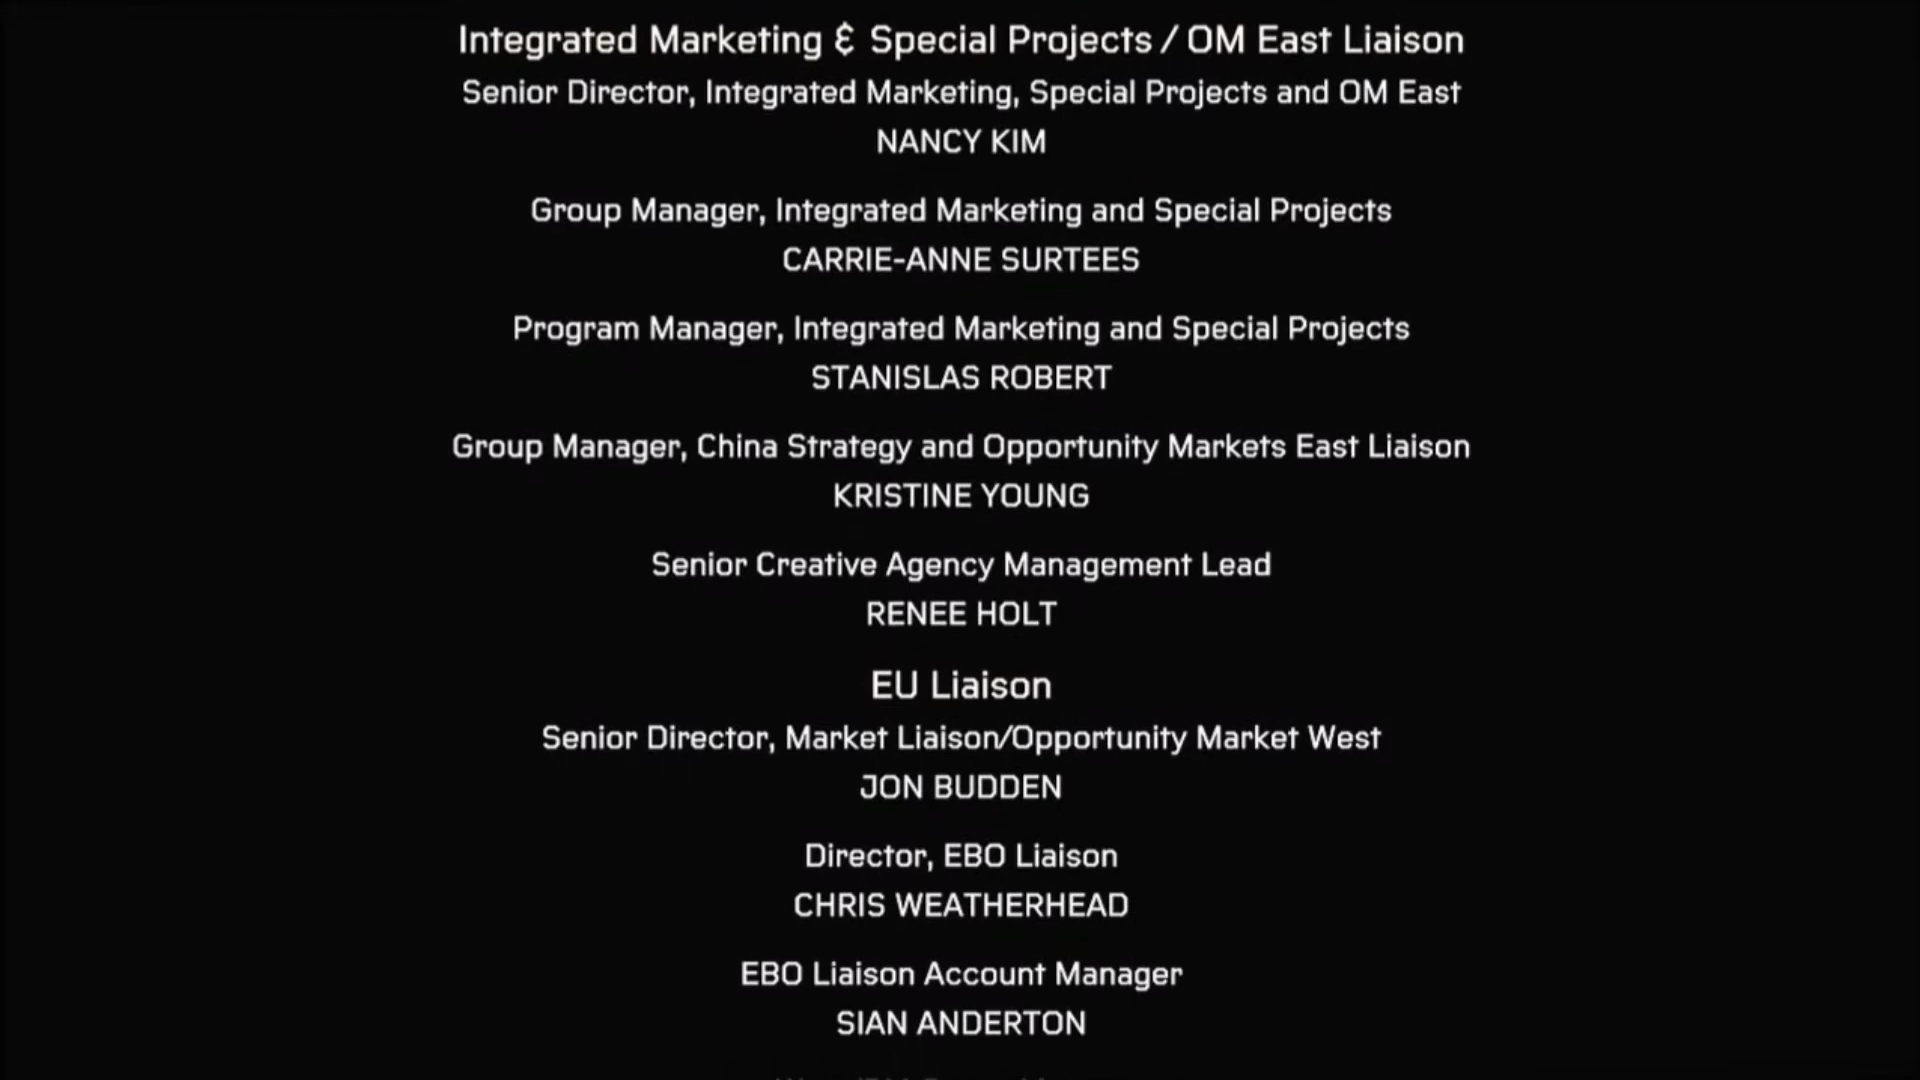 Integrated Marketing & Special Projects / OM East Liaison
Senior Director, Integrated Marketing, Special Projects and OM East
NANCY KIM
Group Manager, Integrated Marketing and Special Projects
CARRIE-ANNE SURTEES
Program Manager, Integrated Marketing and Special Projects
STANISLAS ROBERT
Group Manager, China Strategy and Opportunity Markets East Liaison
KRISTINE YOUNG
Senior Creative Agency Management Lead
RENEE HOLT
EU Liaison
Senior Director, Market Liaison/Opportunity Market West
JON BUDDEN
Director, EBO Liaison
CHRIS WEATHERHEAD
EBO Liaison Account Manager
SIAN ANDERTON